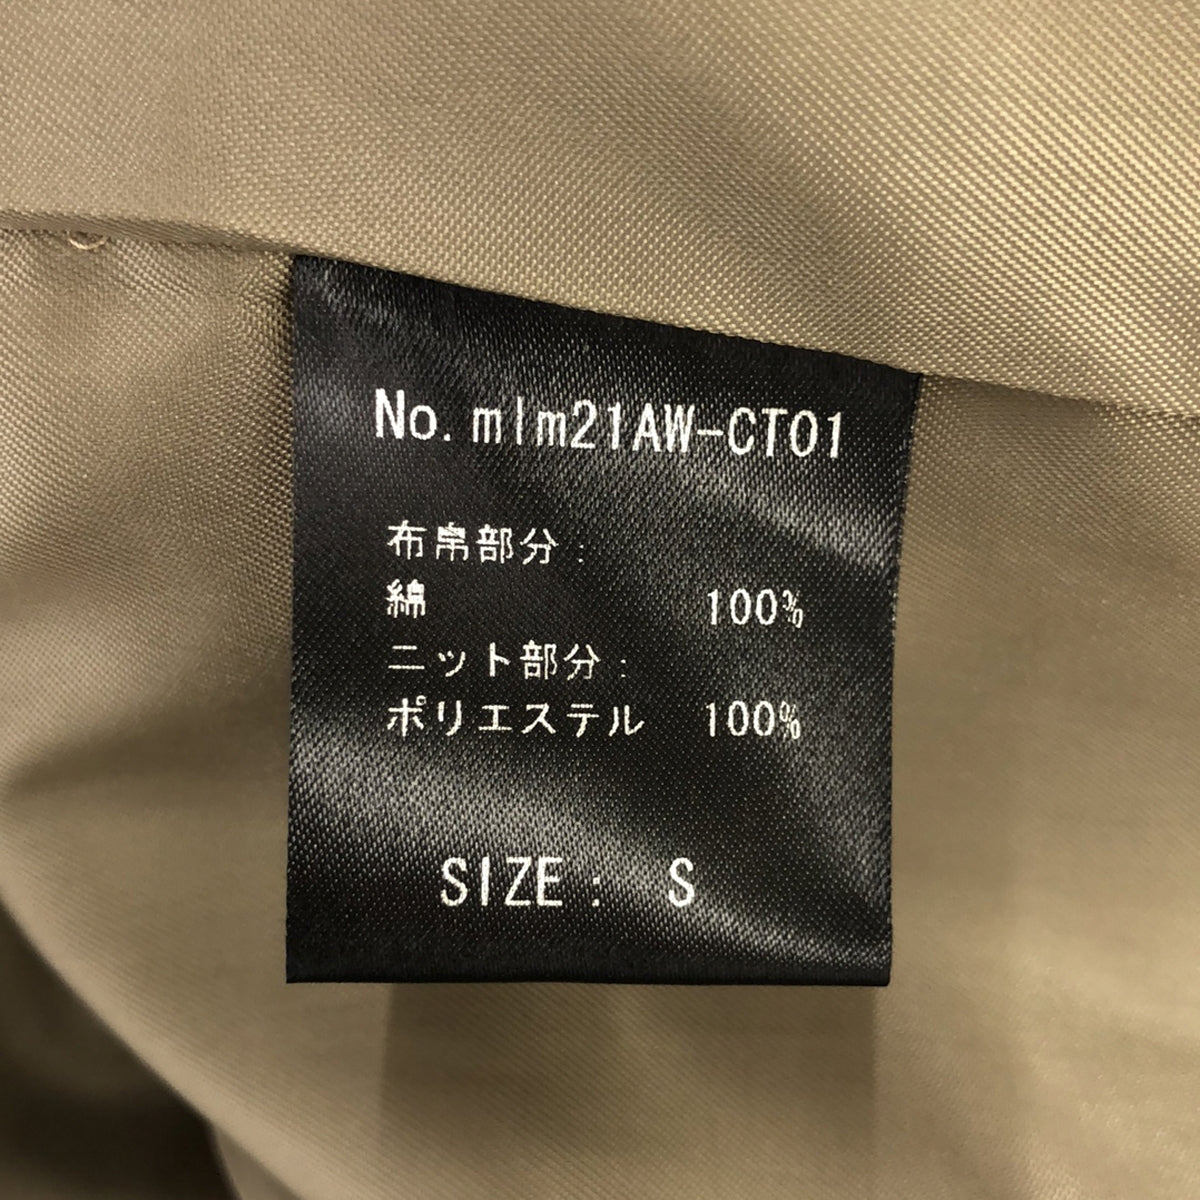 No.mlm21AW-CT01
布帛部分:
綿 100%
ニット部分:
ポリエステル 100%
SIZE: S